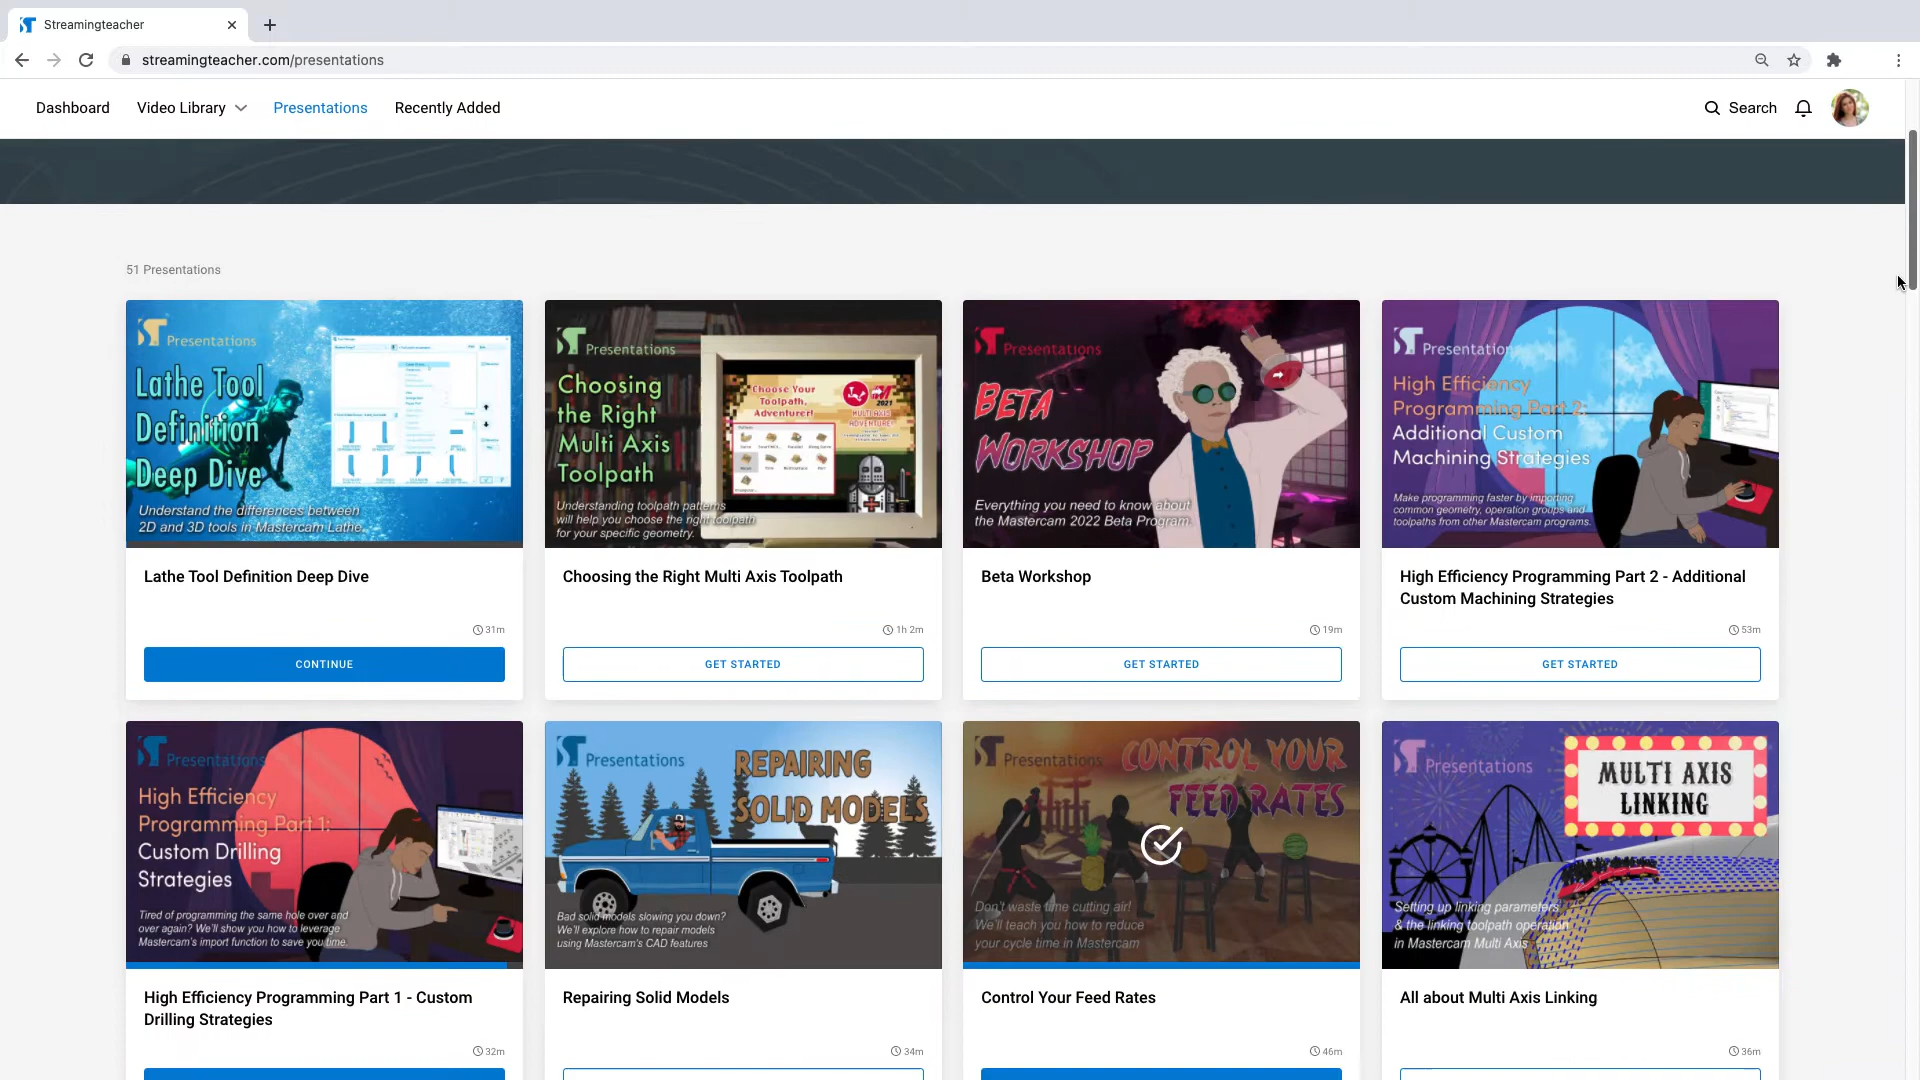 Streamingteacher
streamingteacher.com/presentations
Dashboard
Video Library
Presentations
Recently Added
Search
51 Presentations
Presentations
Lathe Tool
Definition
Deep Dive
Understand the differences between
2D and 3D tools in Mastercam Lathe.
Lathe Tool Definition Deep Dive
31m
CONTINUE
Presentations
Choosing
the Right
Multi Axis
Toolpath
Choose Your
Toolpath,
Adventurer!
2021
MULTI AXIS
ADVENTURE!
Understanding toolpath patterns
will help you choose the right toolpath
for your specific geometry.
Choosing the Right Multi Axis Toolpath
1h 2m
GET STARTED
Presentations
BETA
WORKSHOP
Everything you need to know about
the Mastercam 2022 Beta Program.
Beta Workshop
19m
GET STARTED
Presentations
High Efficiency
Programming Part 2:
Additional Custom
Machining Strategies
Make programming faster by importing
common geometry, operation groups and
toolpaths from other Mastercam programs.
High Efficiency Programming Part 2 - Additional
Custom Machining Strategies
53m
GET STARTED
Presentations
High Efficiency
Programming Part 1:
Custom Drilling
Strategies
Tired of programming the same hole over and
over again? We'll show you how to leverage
Mastercam's import function to save you time.
High Efficiency Programming Part 1 - Custom
Drilling Strategies
32m
Presentations
REPAIRING
SOLID MODELS
Bad solid models slowing you down?
We'll explore how to repair models
using Mastercam's CAD features
Repairing Solid Models
34m
Presentations
CONTROL YOUR
FEED RATES
Don't waste time cutting air!
We'll teach you how to reduce
your cycle time in Mastercam
Control Your Feed Rates
46m
Presentations
MULTI AXIS
LINKING
Setting up linking parameters
& the linking toolpath operation
in Mastercam Multi Axis
All about Multi Axis Linking
36m